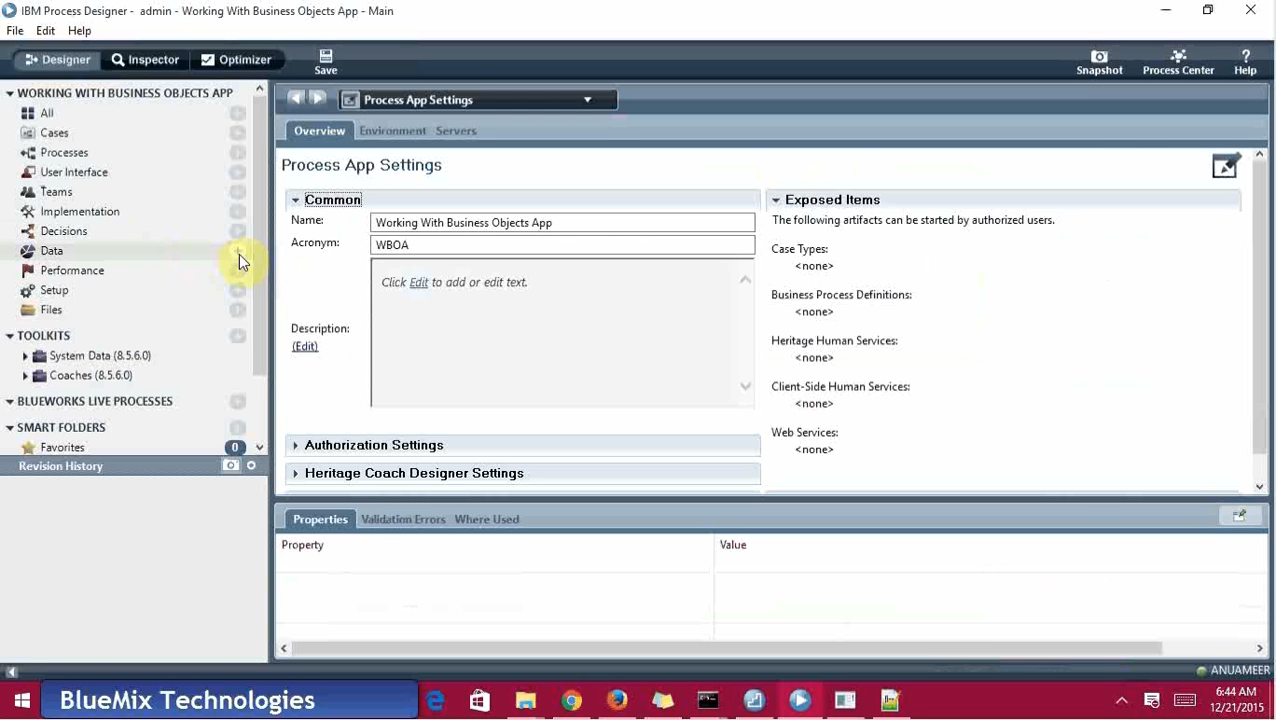 IBM Process Designer - admin - Working With Business Objects App - Main
File Edit Help
Designer Inspector Optimizer Save Snapshot Process Center Help
WORKING WITH BUSINESS OBJECTS APP
All
Cases
Processes
User Interface
Teams
Implementation
Decisions
Data
Performance
Setup
Files
TOOLKITS
System Data (8.5.6.0)
Coaches (8.5.6.0)
BLUEWORKS LIVE PROCESSES
SMART FOLDERS
Favorites 0
Revision History
Process App Settings
Overview Environment Servers
Process App Settings
Common
Name: Working With Business Objects App
Acronym: WBOA
Click Edit to add or edit text.
Description:
(Edit)
Authorization Settings
Heritage Coach Designer Settings
Exposed Items
The following artifacts can be started by authorized users.
Case Types:
<none>
Business Process Definitions:
<none>
Heritage Human Services:
<none>
Client-Side Human Services:
<none>
Web Services:
<none>
Properties Validation Errors Where Used
Property Value
ANUAMEER
BlueMix Technologies
6:44 AM
12/21/2015